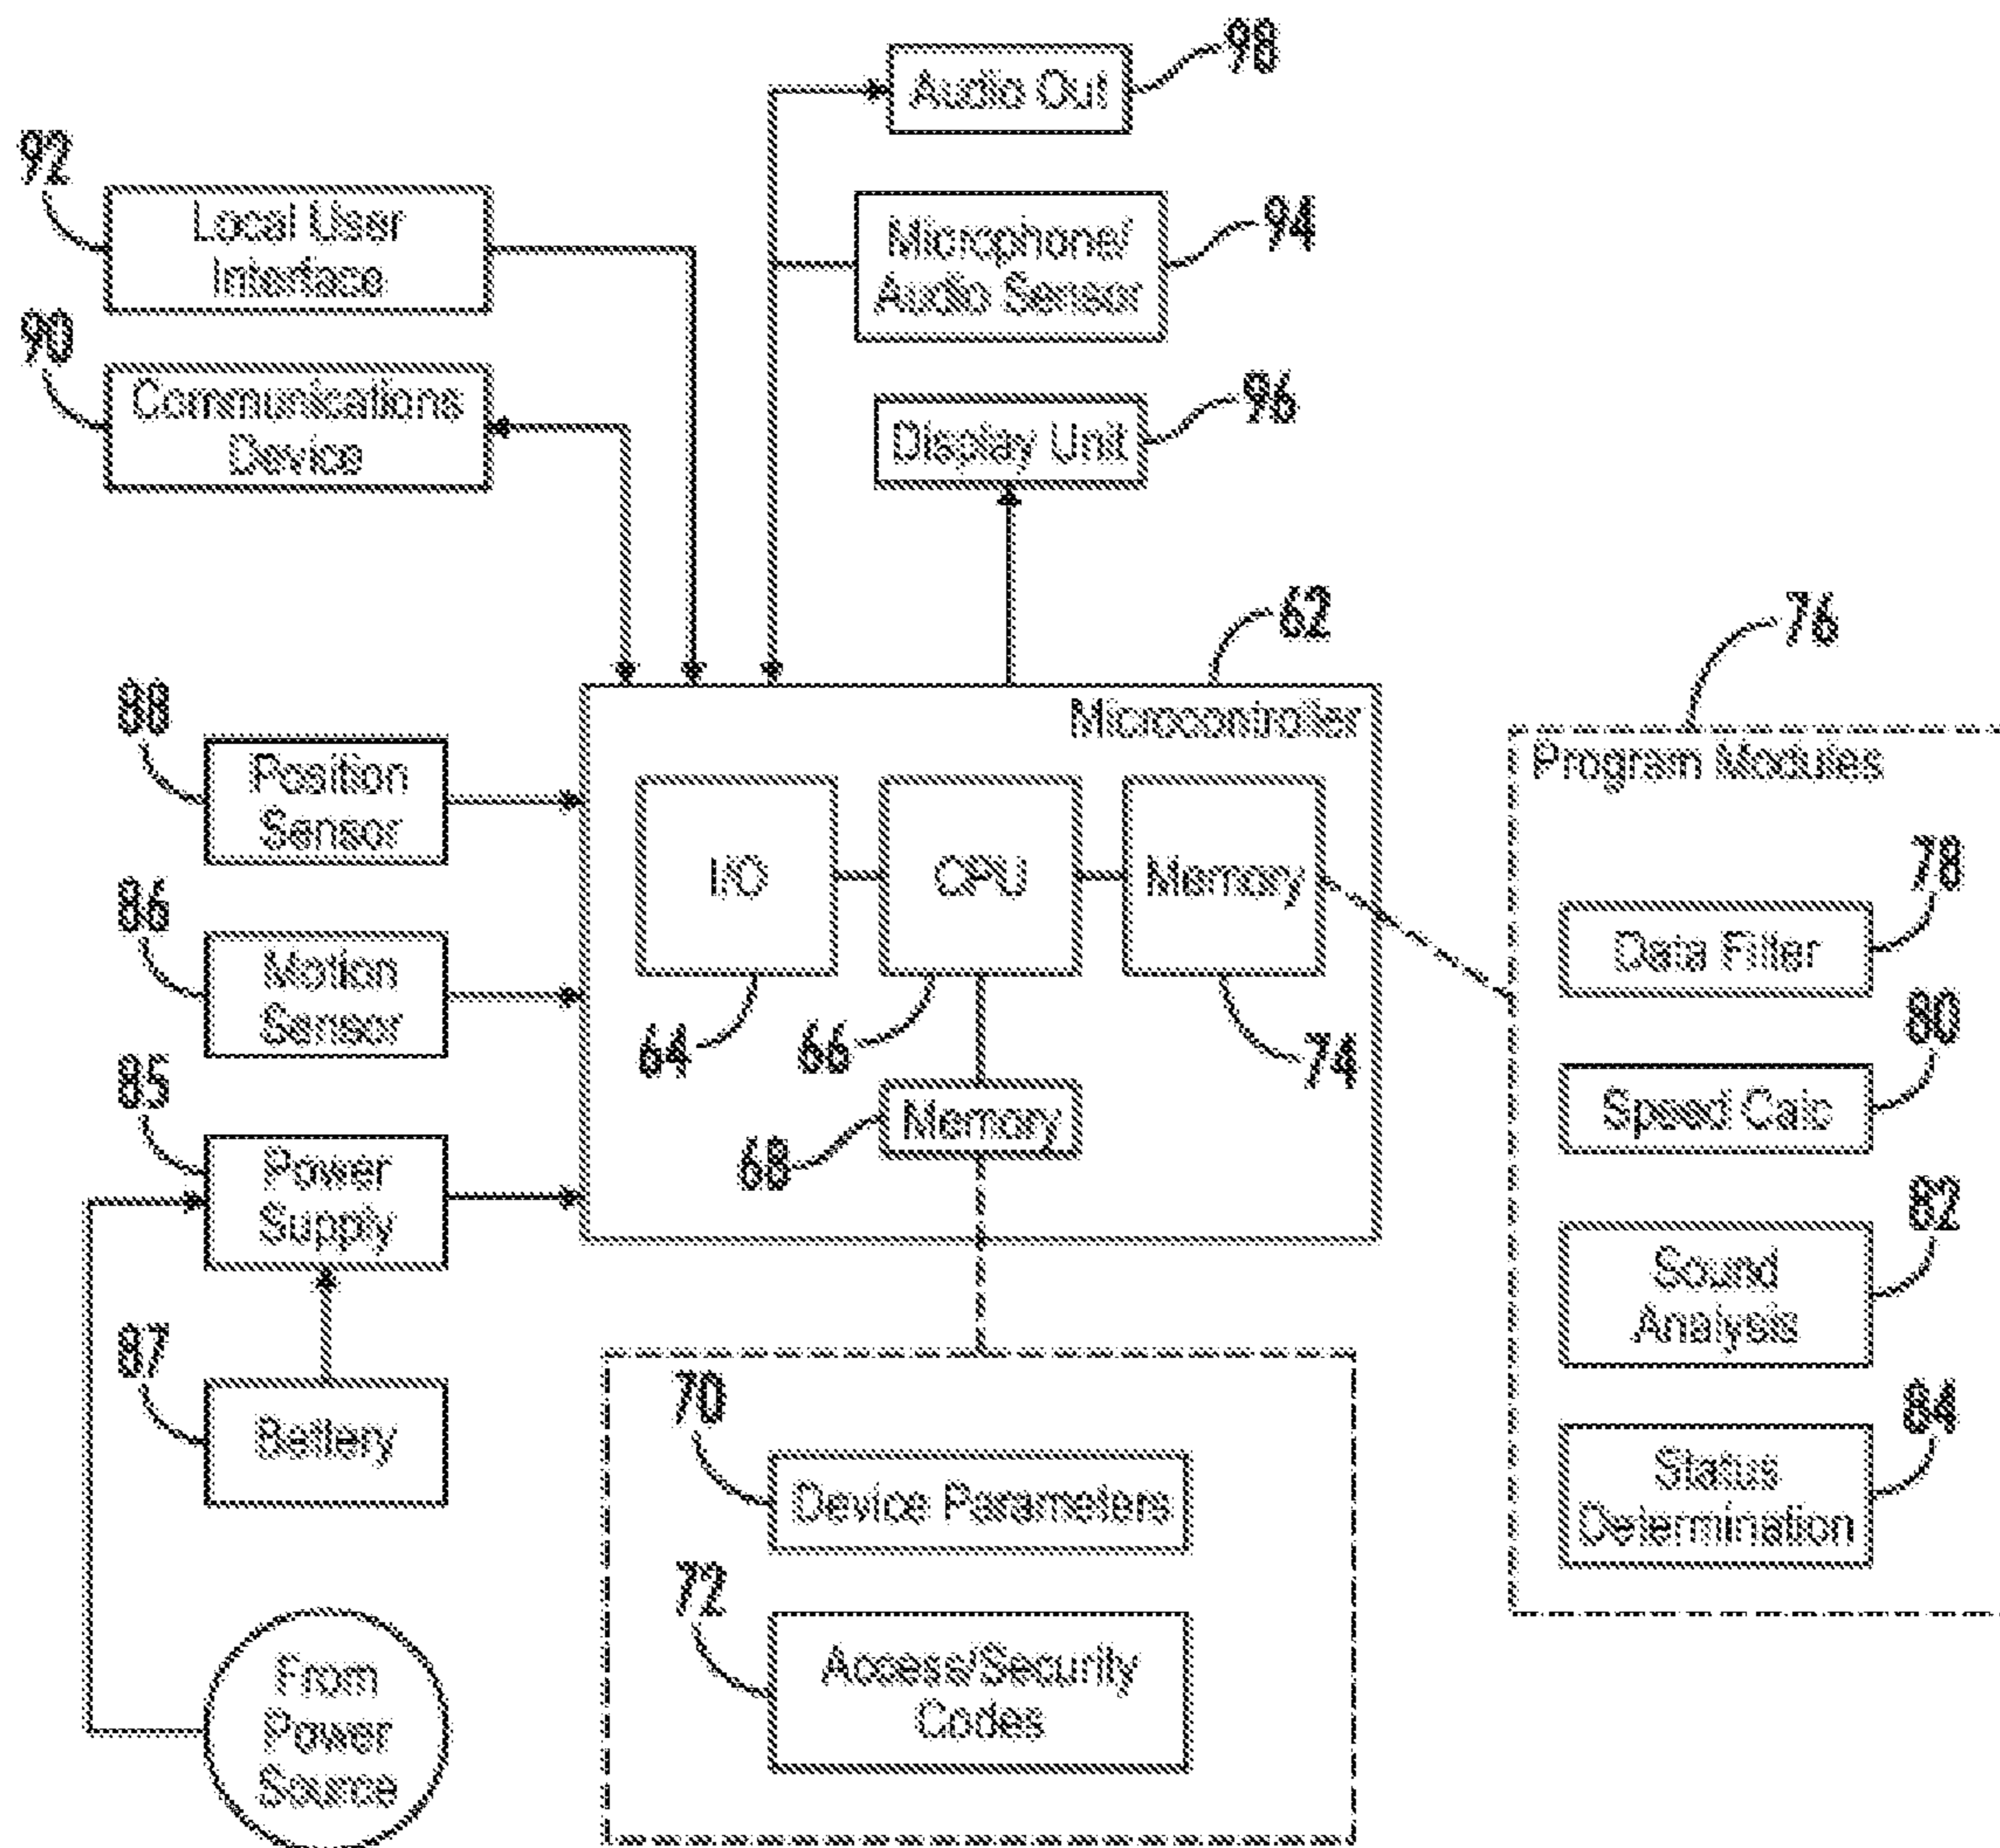 98
Audio Out
92
Local User
Interface
Microphone/
Audio Sensor
94
90
Communications
Device
96
Display Unit
62
76
Microcontroller
88
Position
Sensor
Program Modules
I/O
CPU
Memory
78
Data Filter
86
Motion
Sensor
64
66
74
80
Speed Calc
85
Memory
68
Power
Supply
82
Sound
Analysis
87
Battery
70
Device Parameters
84
Status
Determination
72
Access/Security
Codes
From
Power
Source